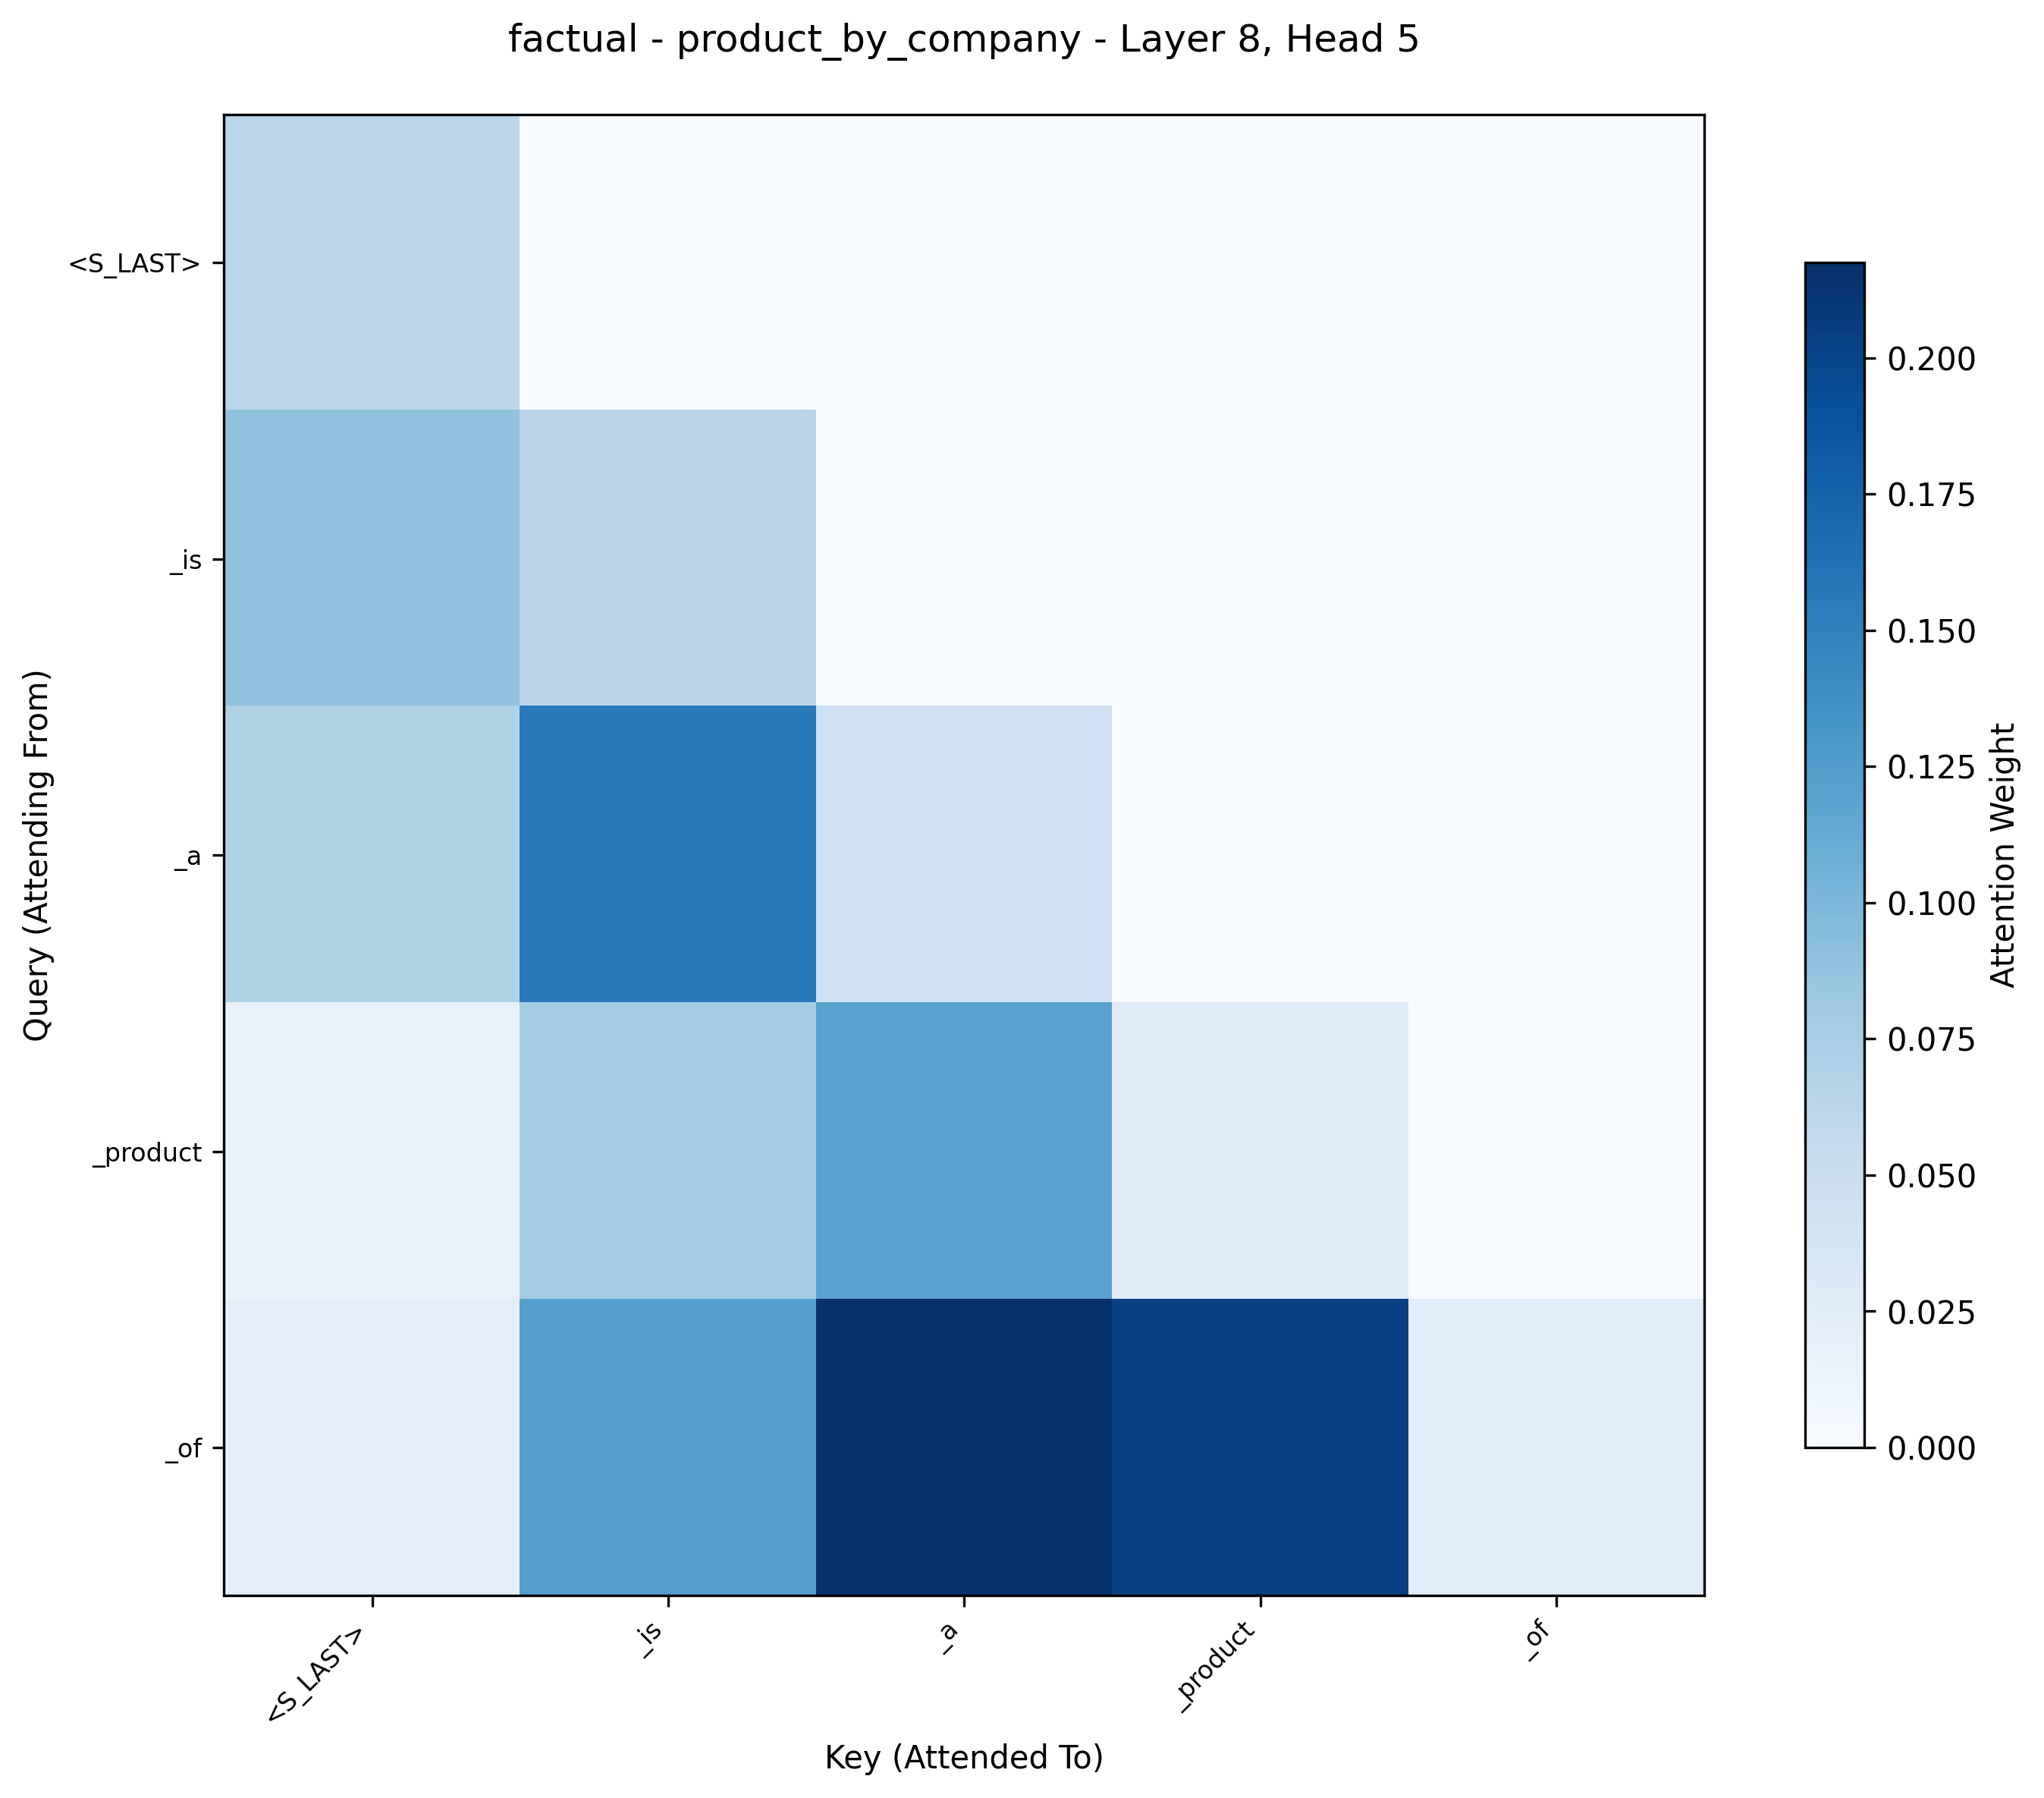 factual - product_by_company - Layer 8, Head 5
Query (Attending From)
<S_LAST>
_is
_a
_product
_of
<S_LAST>
_is
_a
_product
_of
Key (Attended To)
0.200
0.175
0.150
0.125
0.100
0.075
0.050
0.025
0.000
Attention Weight